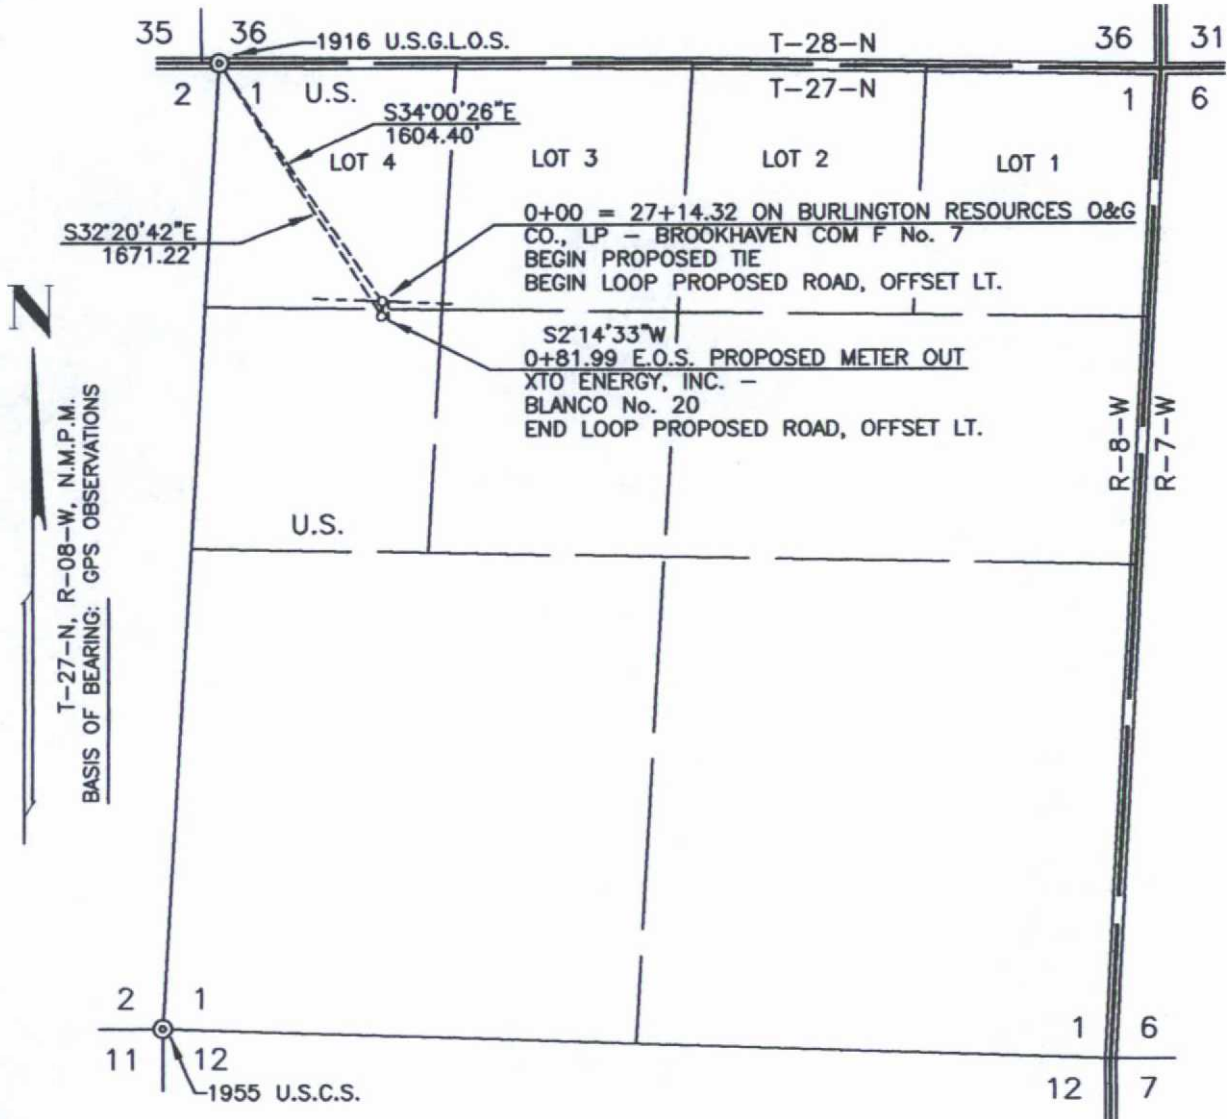 35 36
1916 U.S.G.L.O.S.
T-28-N
36 31
2 1
U.S.
T-27-N
1 6
S34°00'26"E
1604.40'
LOT 4
LOT 3
LOT 2
LOT 1
S32°20'42"E
1671.22'
0+00 = 27+14.32 ON BURLINGTON RESOURCES O&G
CO., LP - BROOKHAVEN COM F No. 7
BEGIN PROPOSED TIE
BEGIN LOOP PROPOSED ROAD, OFFSET LT.
N
S2°14'33"W
0+81.99 E.O.S. PROPOSED METER OUT
XTO ENERGY, INC. -
BLANCO No. 20
END LOOP PROPOSED ROAD, OFFSET LT.
R-8-W
R-7-W
T-27-N, R-08-W, N.M.P.M.
BASIS OF BEARING: GPS OBSERVATIONS
U.S.
2 1
1 6
11 12
1955 U.S.C.S.
12 7